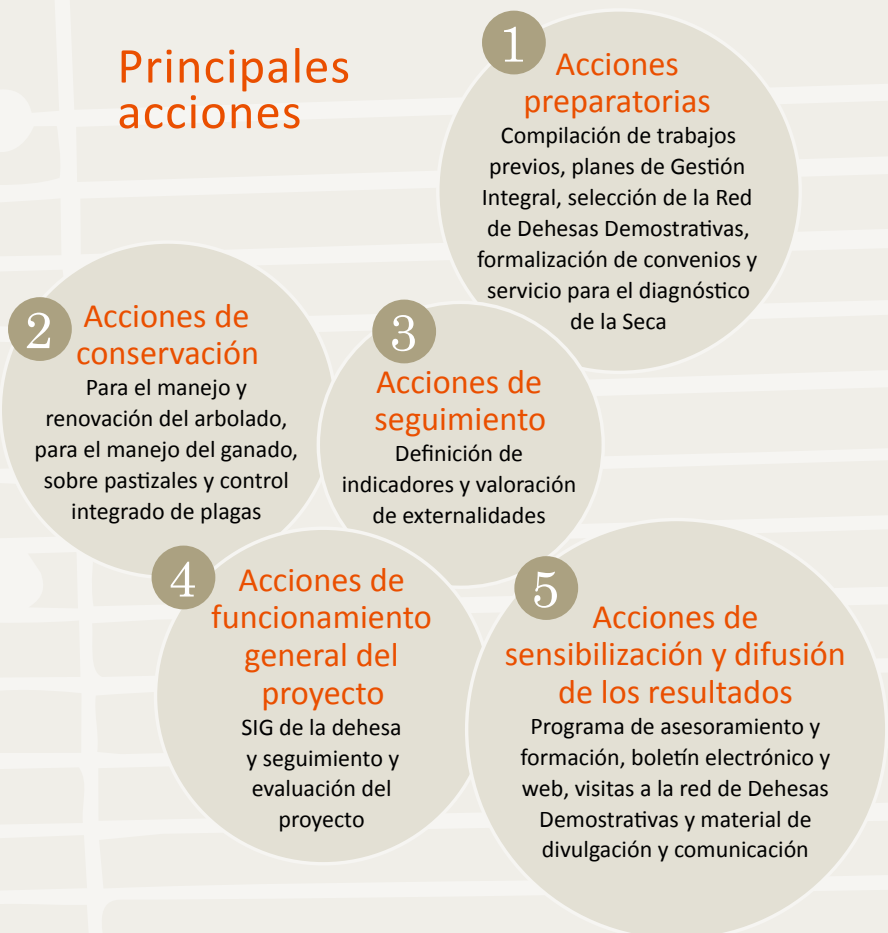 Principales
acciones
1
Acciones
preparatorias
Compilación de trabajos
previos, planes de Gestión
Integral, selección de la Red
de Dehesas Demostrativas,
formalización de convenios y
servicio para el diagnóstico
de la Seca
2
Acciones de
conservación
Para el manejo y
renovación del arbolado,
para el manejo del ganado,
sobre pastizales y control
integrado de plagas
3
Acciones de
seguimiento
Definición de
indicadores y valoración
de externalidades
4
Acciones de
funcionamiento
general del
proyecto
SIG de la dehesa
y seguimiento y
evaluación del
proyecto
5
Acciones de
sensibilización y difusión
de los resultados
Programa de asesoramiento y
formación, boletín electrónico y
web, visitas a la red de Dehesas
Demostrativas y material de
divulgación y comunicación